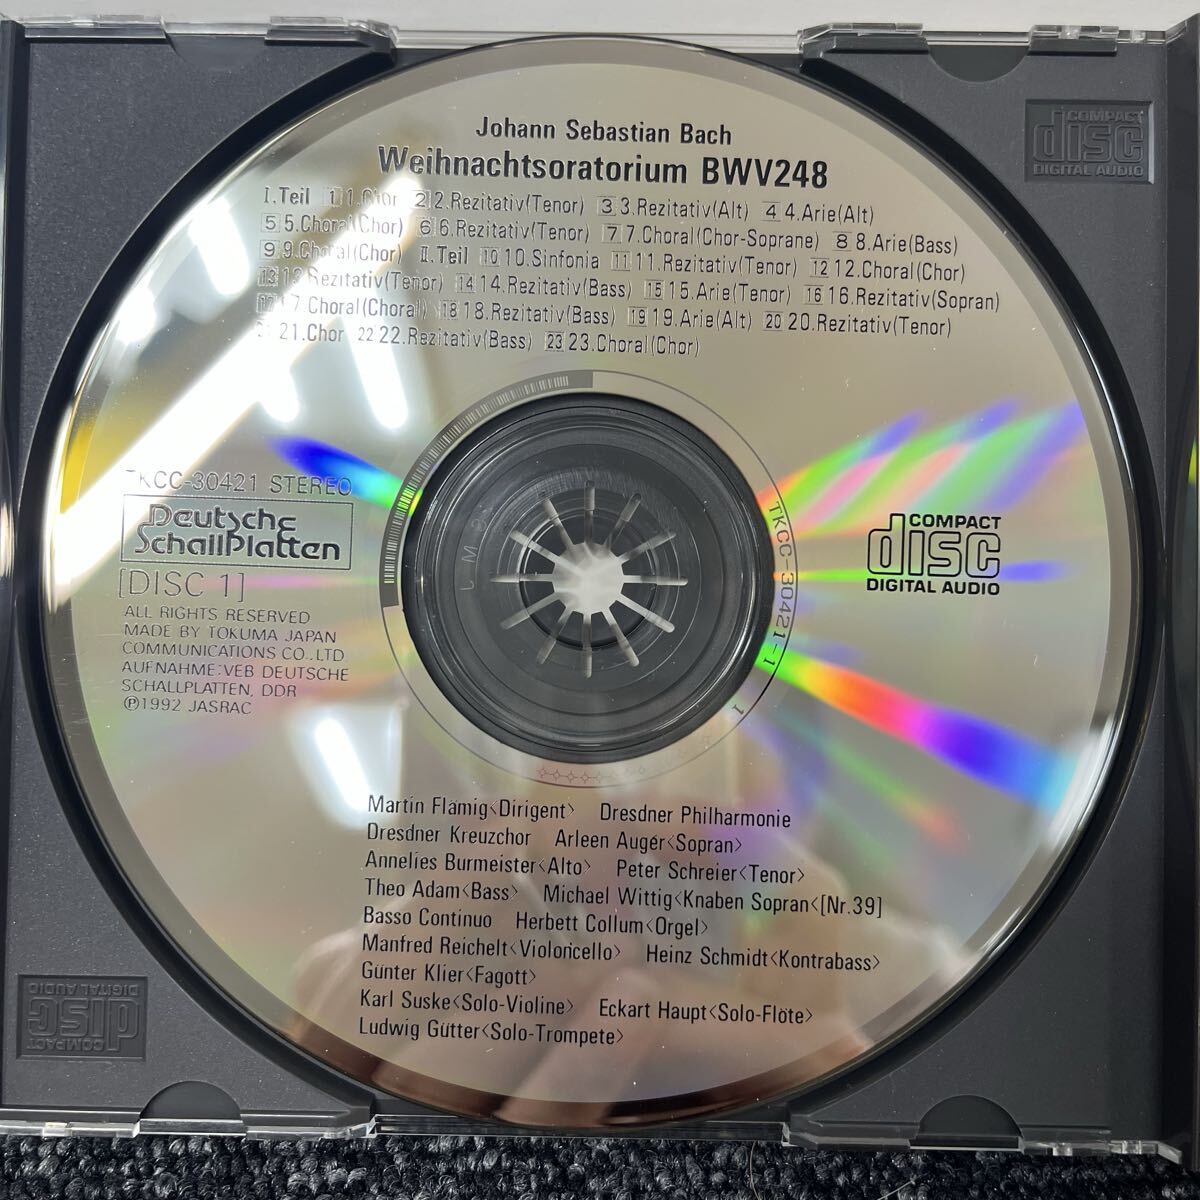 Johann Sebastian Bach
Weihnachtsoratorium BWV248
I.Teil 1 1.Chor 2 2.Rezitativ(Tenor) 3 3.Rezitativ(Alt) 4 4.Arie(Alt)
5 5.Choral(Chor) 6 6.Rezitativ(Tenor) 7 7.Choral(Chor-Soprane) 8 8.Arie(Bass)
9 9.Choral(Chor) II.Teil 10 10.Sinfonia 11 11.Rezitativ(Tenor) 12 12.Choral(Chor)
13 13.Rezitativ(Tenor) 14 14.Rezitativ(Bass) 15 15.Arie(Tenor) 16 16.Rezitativ(Sopran)
17 17.Choral(Choral) 18 18.Rezitativ(Bass) 19 19.Arie(Alt) 20 20.Rezitativ(Tenor)
21 21.Chor 22 22.Rezitativ(Bass) 23 23.Choral(Chor)
TKCC-30421 STEREO
Deutsche
Schallplatten
[DISC 1]
ALL RIGHTS RESERVED
MADE BY TOKUMA JAPAN
COMMUNICATIONS CO.,LTD
AUFNAHME:VEB DEUTSCHE
SCHALLPLATTEN, DDR
℗1992 JASRAC
COMPACT
disc
DIGITAL AUDIO
TKCC-30421-1
1
Martin Flämig<Dirigent> Dresdner Philharmonie
Dresdner Kreuzchor Arleen Augér<Sopran>
Annelies Burmeister<Alto> Peter Schreier<Tenor>
Theo Adam<Bass> Michael Wittig<Knaben Sopran<[Nr.39]
Basso Continuo Herbett Collum<Orgel>
Manfred Reichelt<Violoncello> Heinz Schmidt<Kontrabass>
Günter Klier<Fagott>
Karl Suske<Solo-Violine> Eckart Haupt<Solo-Flöte>
Ludwig Gütter<Solo-Trompete>
COMPACT
disc
DIGITAL AUDIO
COMPACT
disc
DIGITAL AUDIO